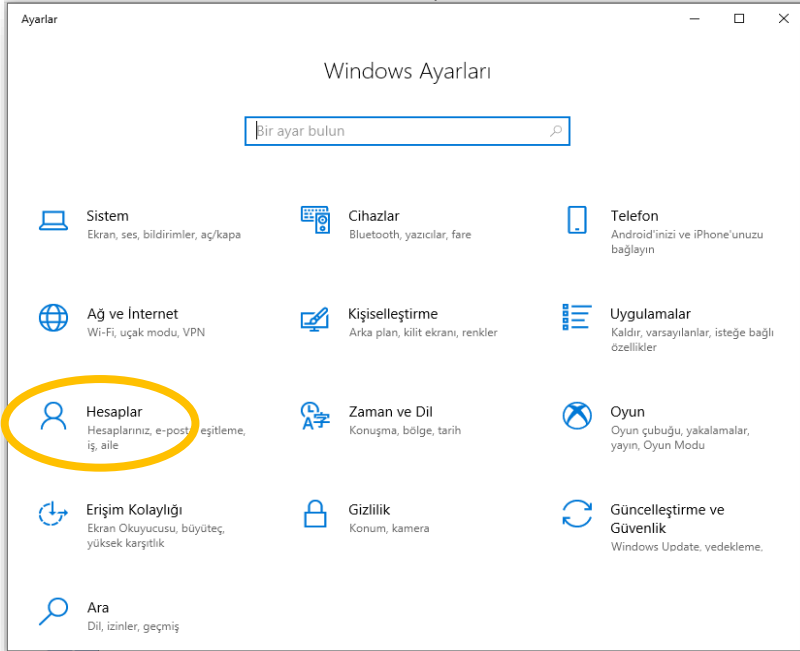 Ayarlar
Windows Ayarları
Bir ayar bulun
Sistem
Ekran, ses, bildirimler, aç/kapa
Cihazlar
Bluetooth, yazıcılar, fare
Telefon
Android'inizi ve iPhone'unuzu
bağlayın
Ağ ve İnternet
Wi-Fi, uçak modu, VPN
Kişiselleştirme
Arka plan, kilit ekranı, renkler
Uygulamalar
Kaldır, varsayılanlar, isteğe bağlı
özellikler
Hesaplar
Hesaplarınız, e-posta, eşitleme,
iş, aile
Zaman ve Dil
Konuşma, bölge, tarih
Oyun
Oyun çubuğu, yakalamalar,
yayın, Oyun Modu
Erişim Kolaylığı
Ekran Okuyucusu, büyüteç,
yüksek karşıtlık
Gizlilik
Konum, kamera
Güncelleştirme ve
Güvenlik
Windows Update, yedekleme,
Ara
Dil, izinler, geçmiş